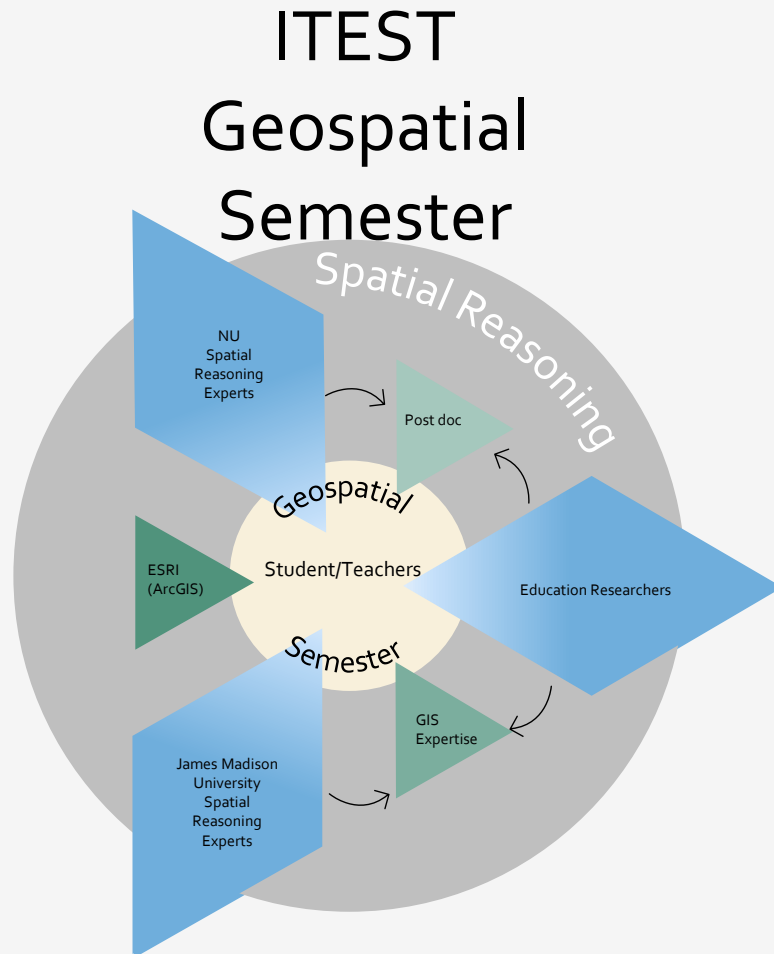 ITEST
Geospatial
Semester
Spatial Reasoning
NU
Spatial
Reasoning
Experts
Post doc
Geospatial
Student/Teachers
Semester
ESRI
(ArcGIS)
Education Researchers
GIS
Expertise
James Madison
University
Spatial
Reasoning
Experts